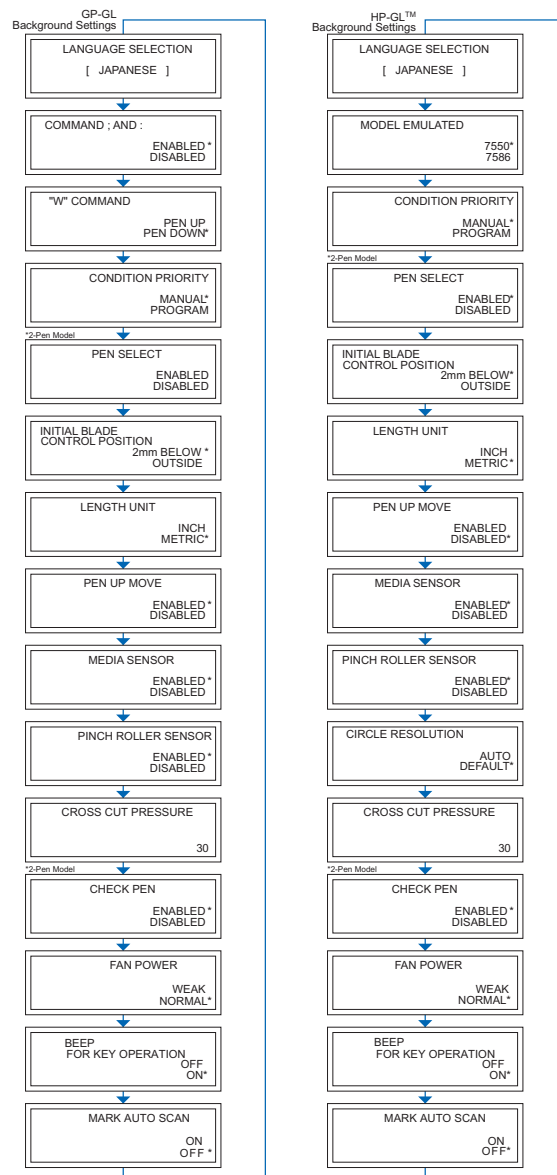 GP-GL
Background Settings
LANGUAGE SELECTION
[ JAPANESE ]
COMMAND ; AND :
ENABLED *
DISABLED
"W" COMMAND
PEN UP
PEN DOWN*
CONDITION PRIORITY
MANUAL*
PROGRAM
*2-Pen Model
PEN SELECT
ENABLED
DISABLED
INITIAL BLADE
CONTROL POSITION
2mm BELOW *
OUTSIDE
LENGTH UNIT
INCH
METRIC*
PEN UP MOVE
ENABLED *
DISABLED
MEDIA SENSOR
ENABLED *
DISABLED
PINCH ROLLER SENSOR
ENABLED *
DISABLED
CROSS CUT PRESSURE
30
*2-Pen Model
CHECK PEN
ENABLED *
DISABLED
FAN POWER
WEAK
NORMAL*
BEEP
FOR KEY OPERATION
OFF
ON*
MARK AUTO SCAN
ON
OFF *
HP-GL™
Background Settings
LANGUAGE SELECTION
[ JAPANESE ]
MODEL EMULATED
7550*
7586
CONDITION PRIORITY
MANUAL*
PROGRAM
*2-Pen Model
PEN SELECT
ENABLED*
DISABLED
INITIAL BLADE
CONTROL POSITION
2mm BELOW*
OUTSIDE
LENGTH UNIT
INCH
METRIC *
PEN UP MOVE
ENABLED
DISABLED*
MEDIA SENSOR
ENABLED*
DISABLED
PINCH ROLLER SENSOR
ENABLED*
DISABLED
CIRCLE RESOLUTION
AUTO
DEFAULT*
CROSS CUT PRESSURE
30
*2-Pen Model
CHECK PEN
ENABLED *
DISABLED
FAN POWER
WEAK
NORMAL*
BEEP
FOR KEY OPERATION
OFF
ON*
MARK AUTO SCAN
ON
OFF*